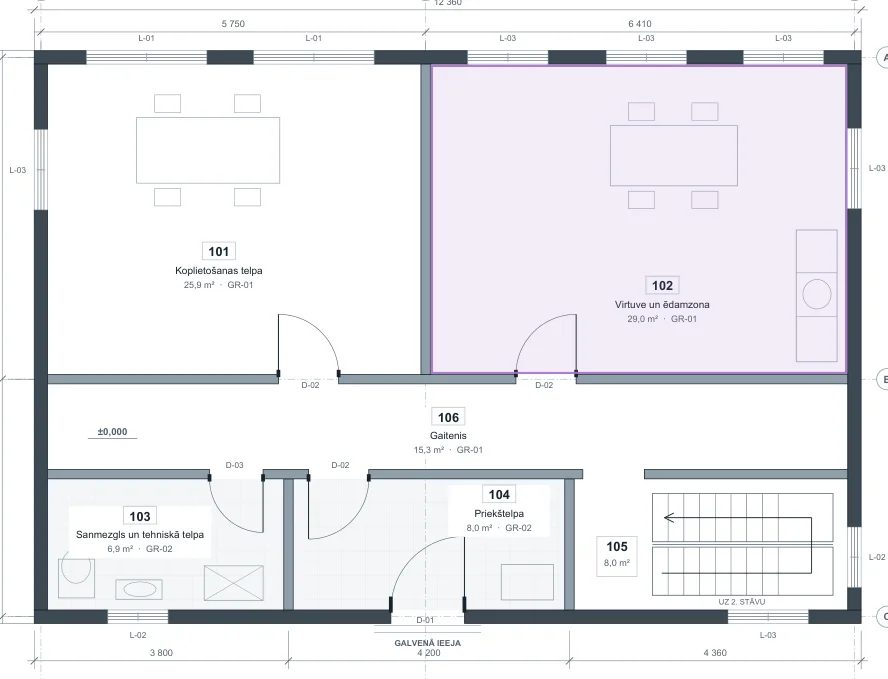 12 360
5 750
6 410
L-01
L-01
L-03
L-03
L-03
A
L-03
L-03
101
Koplietošanas telpa
25,9 m² · GR-01
102
Virtuve un ēdamzona
29,0 m² · GR-01
D-02
D-02
106
Gaitenis
15,3 m² · GR-01
±0,000
D-03
D-02
103
Sanmezgls un tehniskā telpa
6,9 m² · GR-02
104
Priekštelpa
8,0 m² · GR-02
105
8,0 m²
L-02
UZ 2. STĀVU
D-01
L-02
GALVENĀ IEEJA
L-03
3 800
4 200
4 360